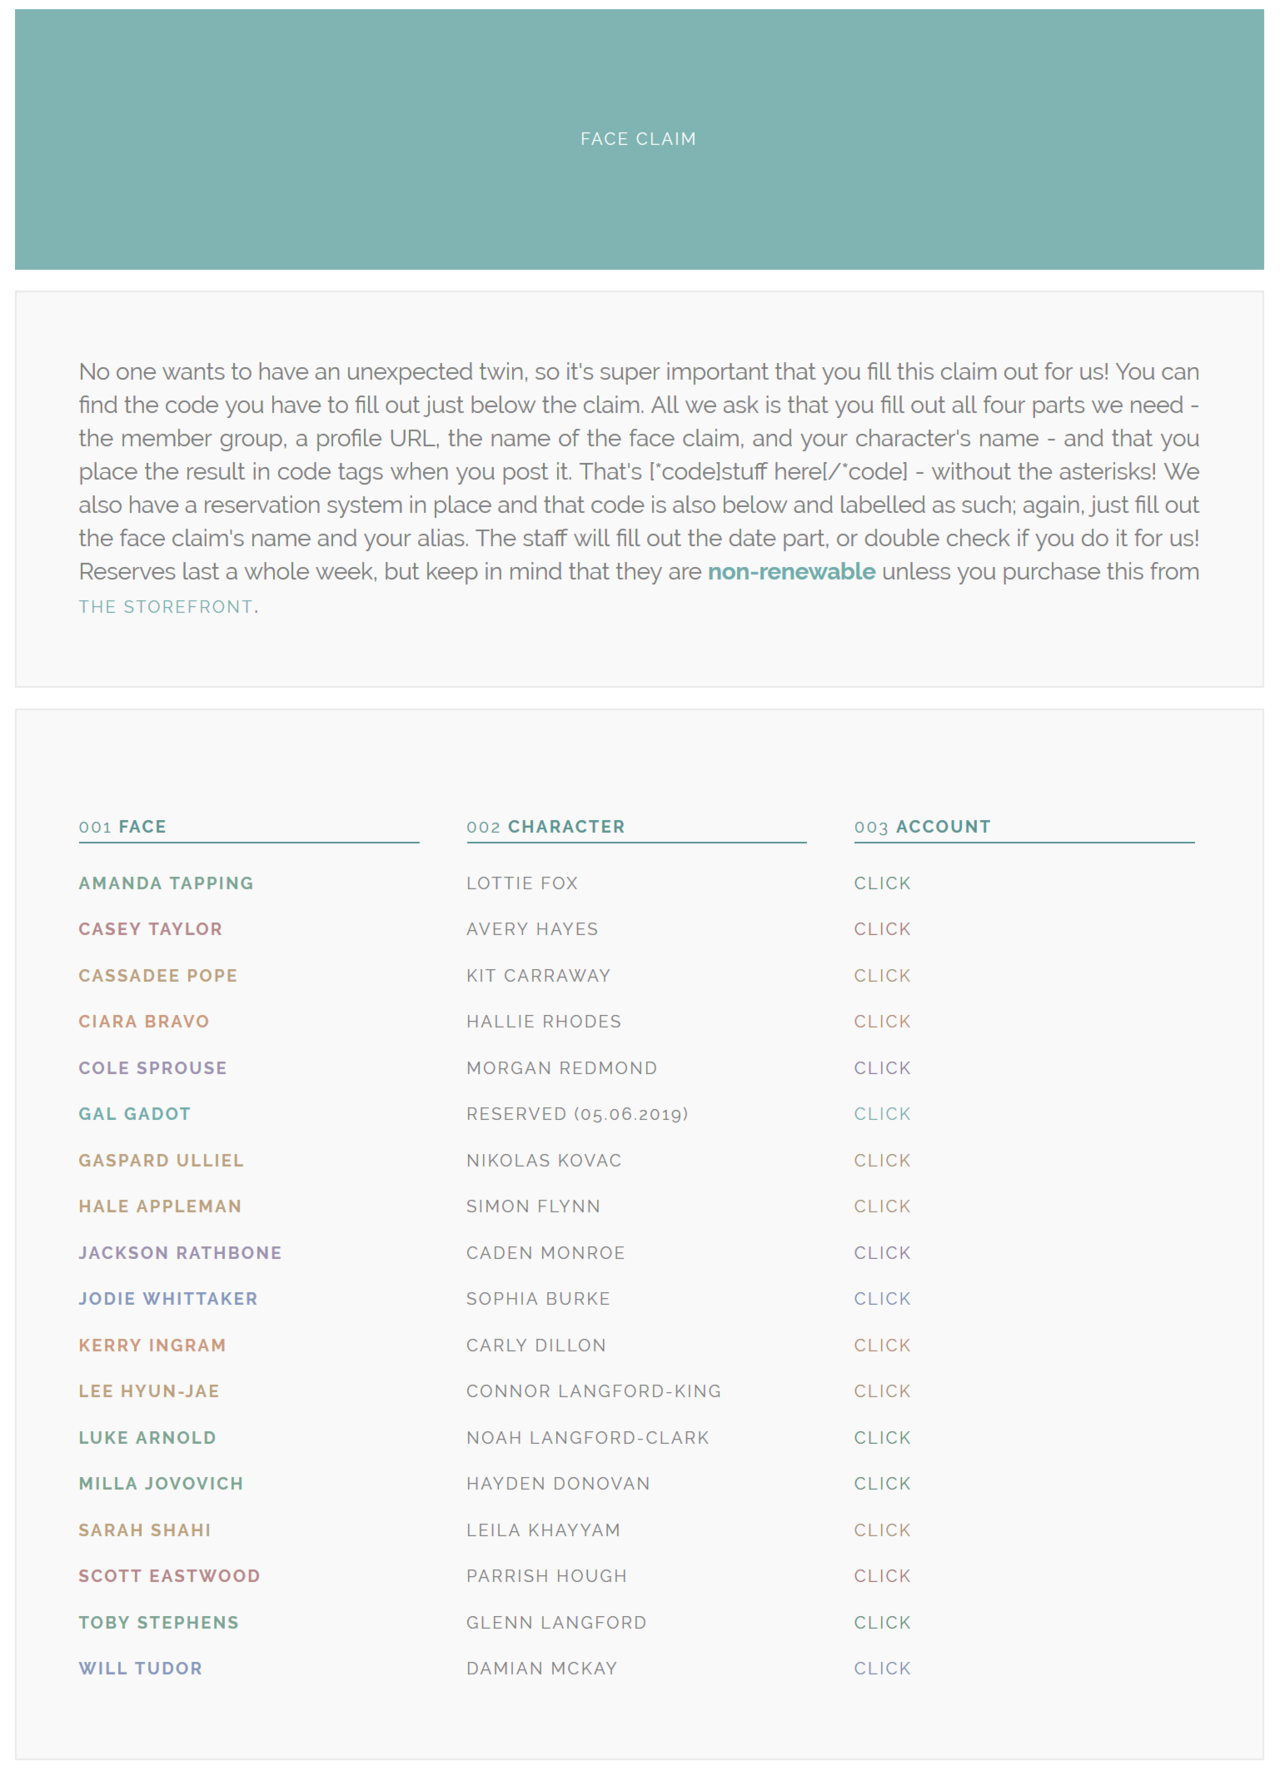 FACE CLAIM
No one wants to have an unexpected twin, so it's super important that you fill this claim out for us! You can
find the code you have to fill out just below the claim. All we ask is that you fill out all four parts we need -
the member group, a profile URL, the name of the face claim, and your character's name - and that you
place the result in code tags when you post it. That's [*code]stuff here[/*code] - without the asterisks! We
also have a reservation system in place and that code is also below and labelled as such; again, just fill out
the face claim's name and your alias. The staff will fill out the date part, or double check if you do it for us!
Reserves last a whole week, but keep in mind that they are non-renewable unless you purchase this from
THE STOREFRONT.
001 FACE 002 CHARACTER 003 ACCOUNT
AMANDA TAPPING LOTTIE FOX CLICK
CASEY TAYLOR AVERY HAYES CLICK
CASSADEE POPE KIT CARRAWAY CLICK
CIARA BRAVO HALLIE RHODES CLICK
COLE SPROUSE MORGAN REDMOND CLICK
GAL GADOT RESERVED (05.06.2019) CLICK
GASPARD ULLIEL NIKOLAS KOVAC CLICK
HALE APPLEMAN SIMON FLYNN CLICK
JACKSON RATHBONE CADEN MONROE CLICK
JODIE WHITTAKER SOPHIA BURKE CLICK
KERRY INGRAM CARLY DILLON CLICK
LEE HYUN-JAE CONNOR LANGFORD-KING CLICK
LUKE ARNOLD NOAH LANGFORD-CLARK CLICK
MILLA JOVOVICH HAYDEN DONOVAN CLICK
SARAH SHAHI LEILA KHAYYAM CLICK
SCOTT EASTWOOD PARRISH HOUGH CLICK
TOBY STEPHENS GLENN LANGFORD CLICK
WILL TUDOR DAMIAN MCKAY CLICK